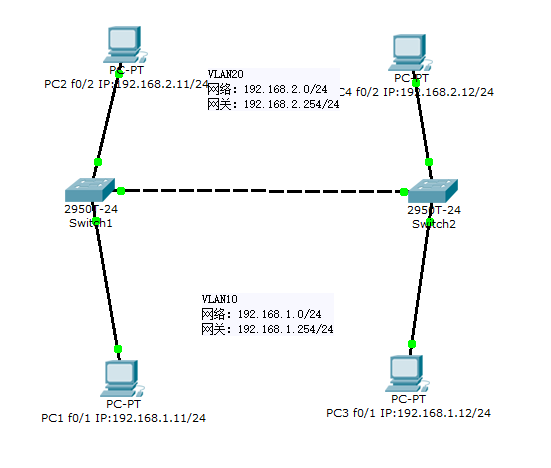 PC-PT
PC2 f0/2 IP:192.168.2.11/24
VLAN20
网络：192.168.2.0/24
网关：192.168.2.254/24
PC-PT
C4 f0/2 IP:192.168.2.12/24
2950T-24
Switch1
2950T-24
Switch2
VLAN10
网络：192.168.1.0/24
网关：192.168.1.254/24
PC-PT
PC1 f0/1 IP:192.168.1.11/24
PC-PT
PC3 f0/1 IP:192.168.1.12/24